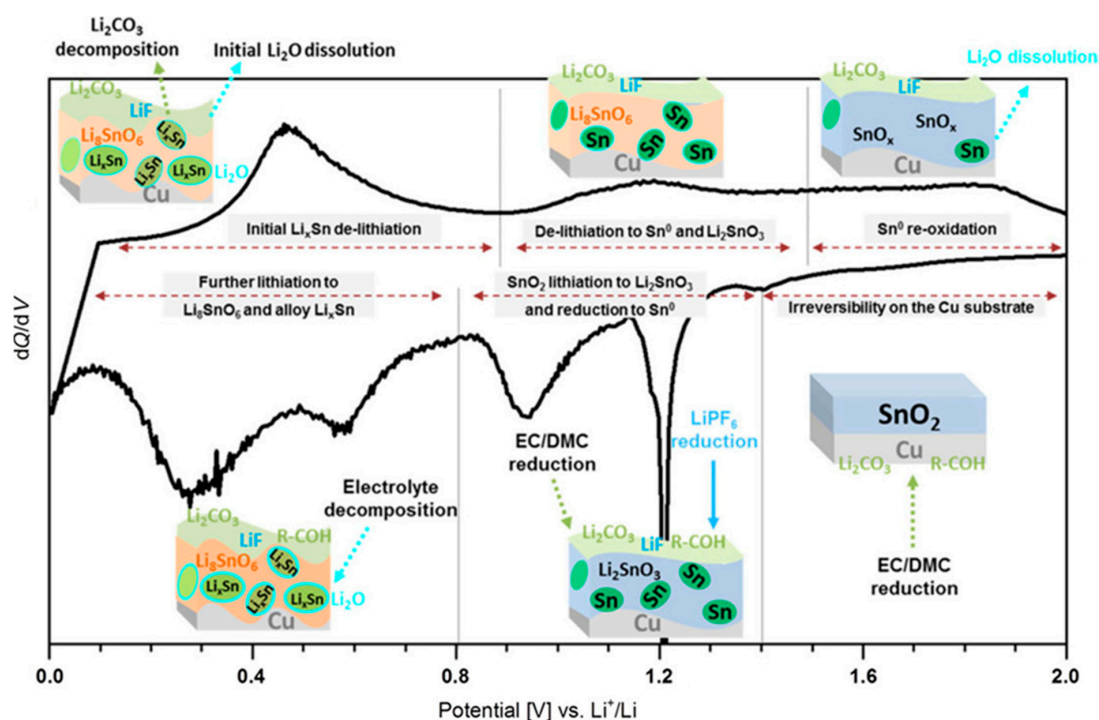 Li₂CO₃
decomposition
Initial Li₂O dissolution
Li₂CO₃
LiF
Li₈SnO₆
LiₓSn
LiₓSn
LiₓSn
LiₓSn
Li₂O
Cu
Li₂CO₃
LiF
Li₈SnO₆
Sn
Sn
Sn
Sn
Cu
Li₂CO₃
LiF
Li₂O dissolution
SnOₓ
SnOₓ
Sn
Cu
Initial LiₓSn de-lithiation
De-lithiation to Sn⁰ and Li₂SnO₃
Sn⁰ re-oxidation
Further lithiation to
Li₈SnO₆ and alloy LiₓSn
SnO₂ lithiation to Li₂SnO₃
and reduction to Sn⁰
Irreversibility on the Cu substrate
dQ/dV
SnO₂
Cu
Li₂CO₃
R-COH
EC/DMC
reduction
LiPF₆
reduction
EC/DMC
reduction
Electrolyte
decomposition
Li₂CO₃
LiF
R-COH
Li₈SnO₆
LiₓSn
LiₓSn
LiₓSn
LiₓSn
Li₂O
Cu
Li₂CO₃
LiF
R-COH
Li₂SnO₃
Sn
Sn
Sn
Sn
Cu
0.0
0.4
0.8
1.2
1.6
2.0
Potential [V] vs. Li⁺/Li